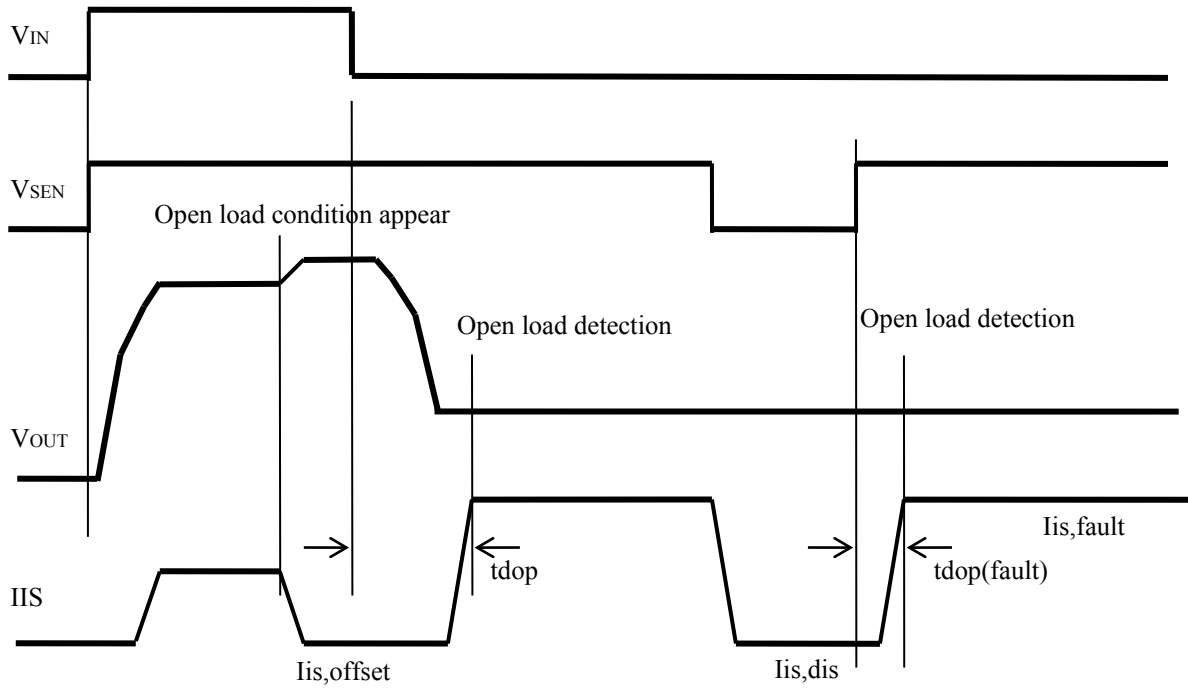 VIN
VSEN
Open load condition appear
Open load detection
Open load detection
VOUT
Iis,fault
tdop
tdop(fault)
IIS
Iis,offset
Iis,dis